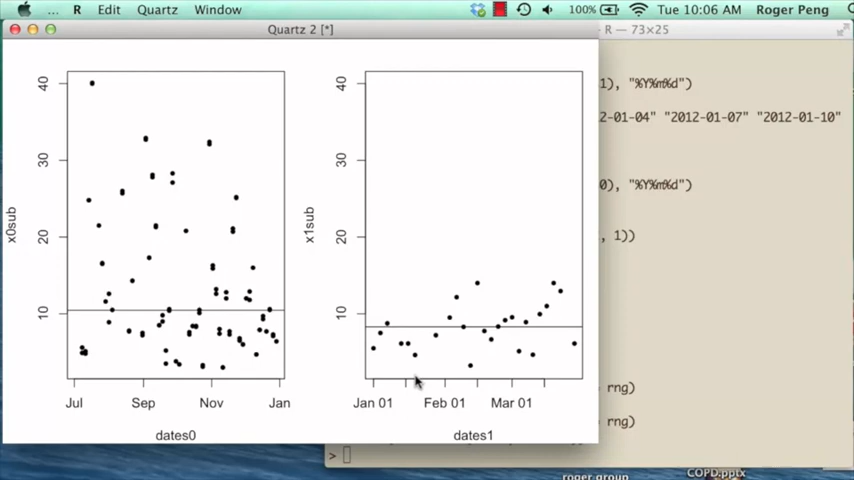 ... Edit Quartz Window 100% Tue 10:06 AM Roger Peng
Quartz 2 [*]
R — 73×25
1), "%Y%m%d")
2-01-04" "2012-01-07" "2012-01-10"
0), "%Y%m%d")
, 1))
rng)
rng)
>
40
30
20
10
x0sub
Jul Sep Nov Jan
dates0
40
30
20
10
x1sub
Jan 01 Feb 01 Mar 01
dates1
roger group
COPD.pptx